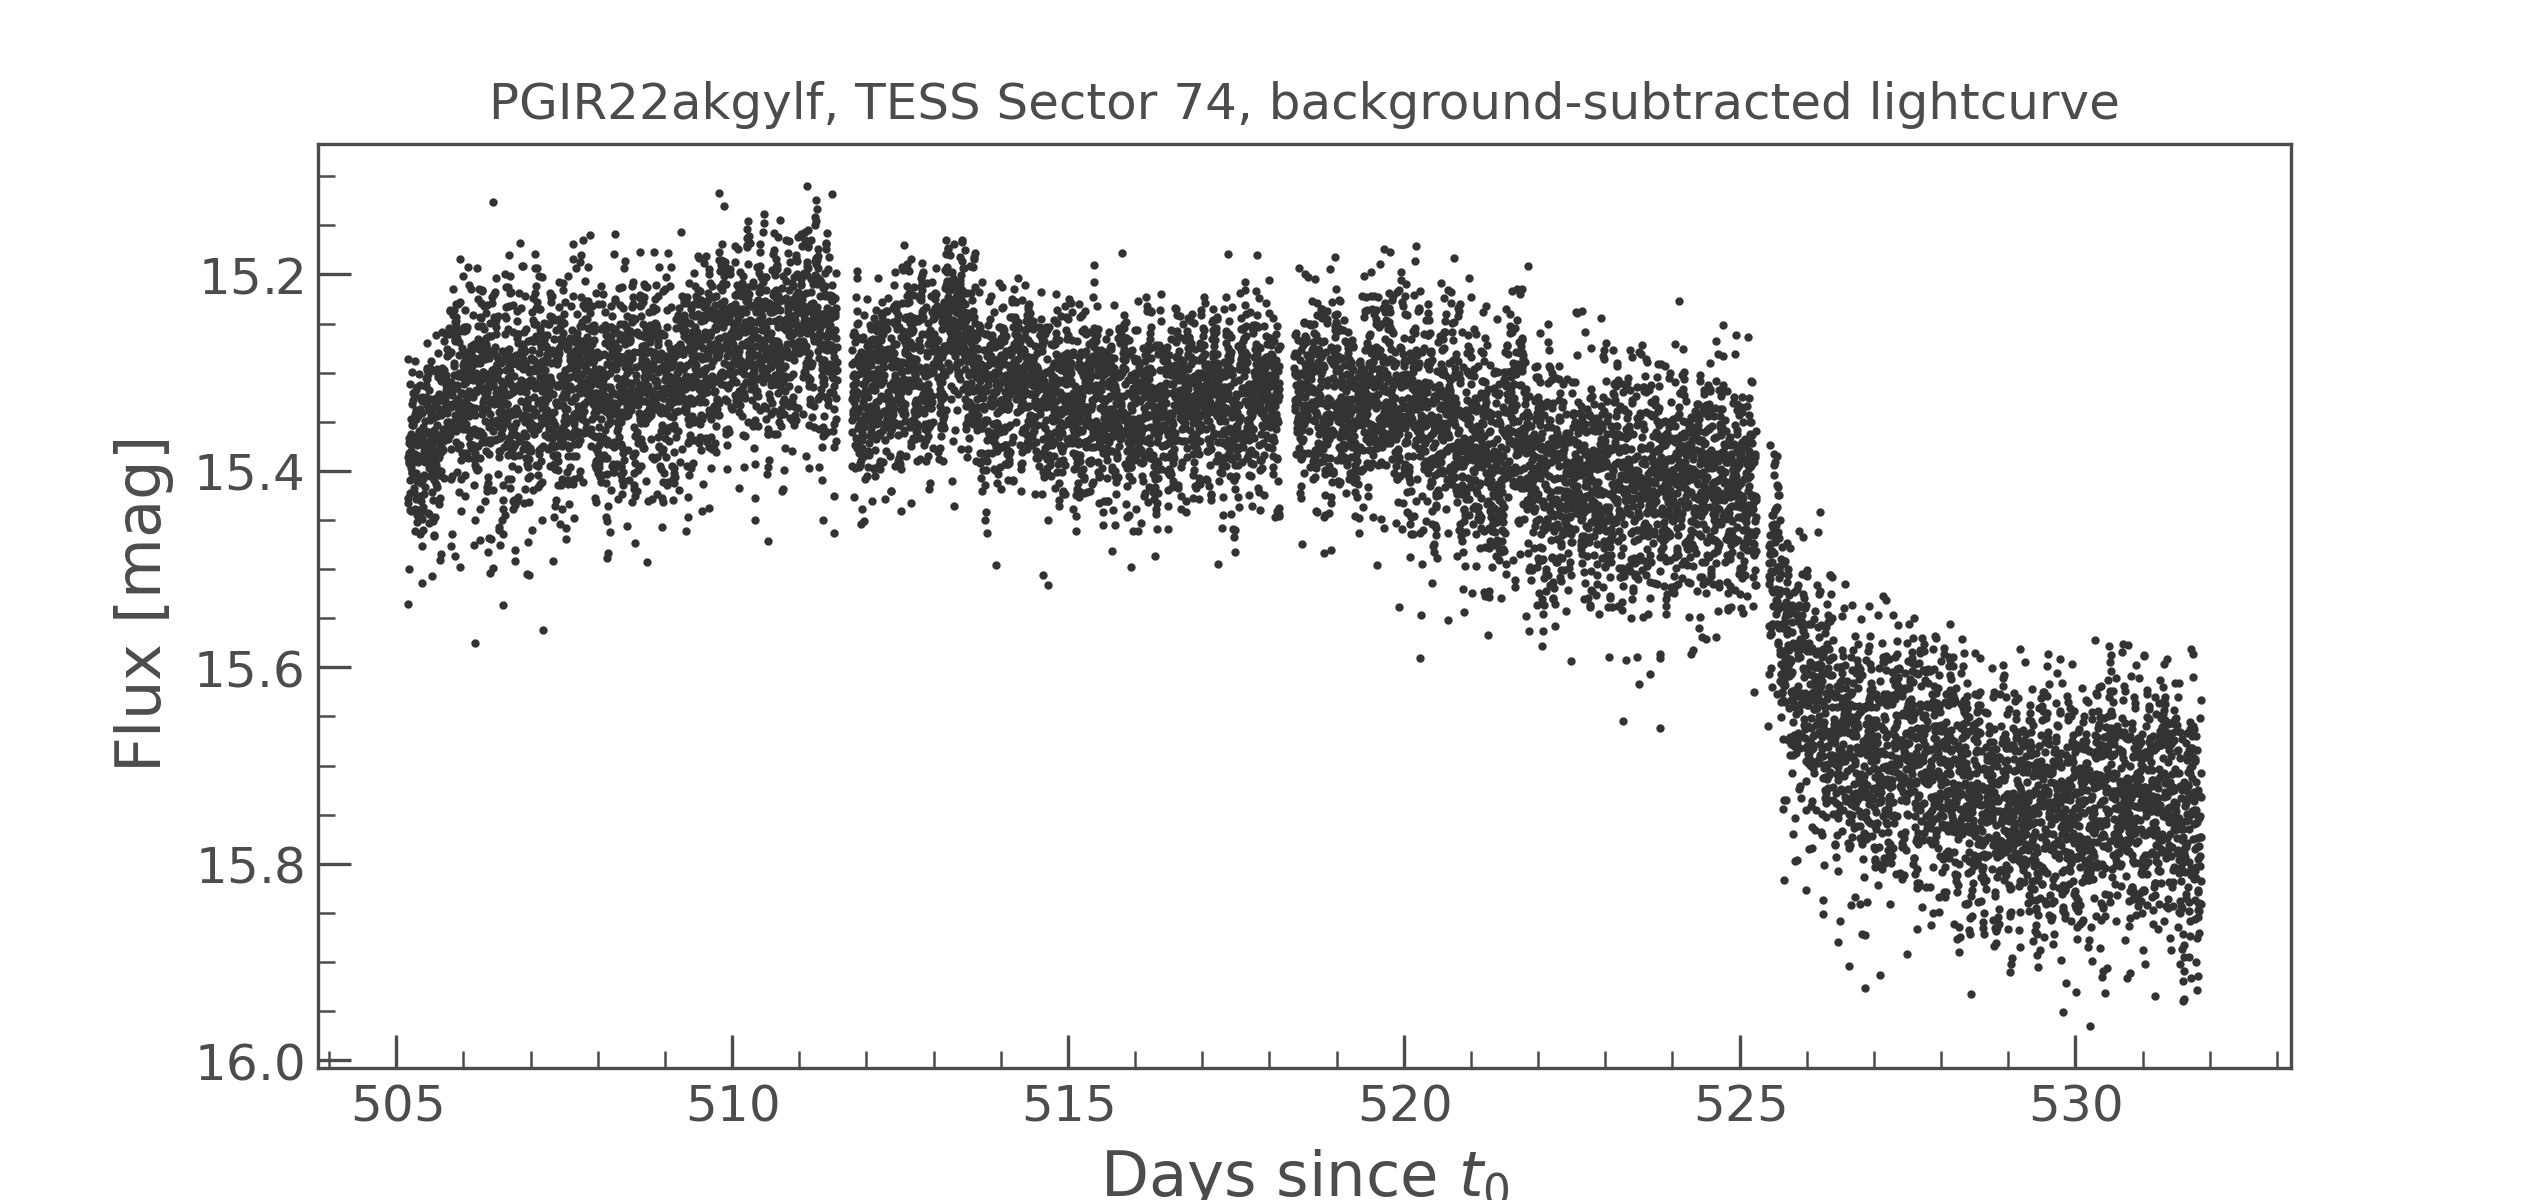 PGIR22akgylf, TESS Sector 74, background-subtracted lightcurve
Flux [mag]
15.2
15.4
15.6
15.8
16.0
505 510 515 520 525 530
Days since t₀